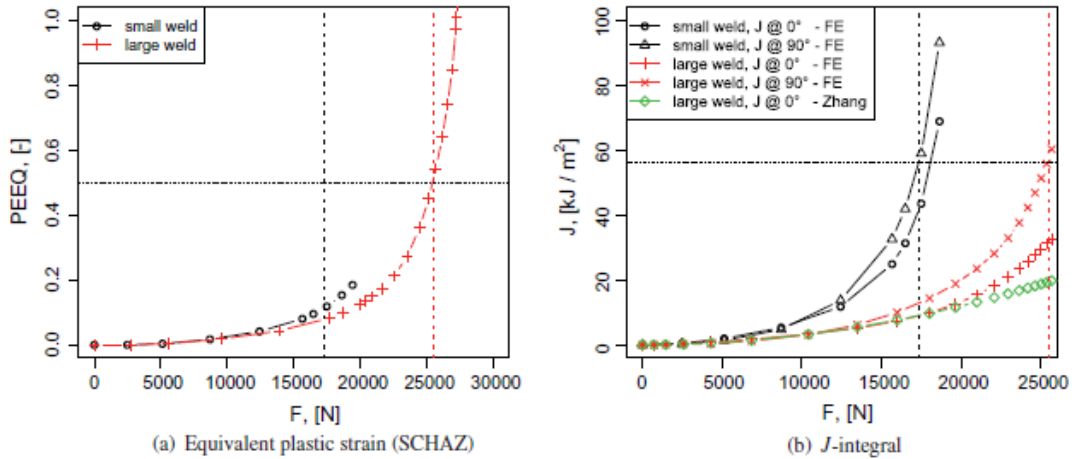 small weld
large weld
PEEQ, [-]
0.0 0.2 0.4 0.6 0.8 1.0
0 5000 10000 15000 20000 25000 30000
F, [N]
(a) Equivalent plastic strain (SCHAZ)
small weld, J @ 0° - FE
small weld, J @ 90° - FE
large weld, J @ 0° - FE
large weld, J @ 90° - FE
large weld, J @ 0° - Zhang
J, [kJ / m²]
0 20 40 60 80 100
0 5000 10000 15000 20000 25000
F, [N]
(b) J-integral